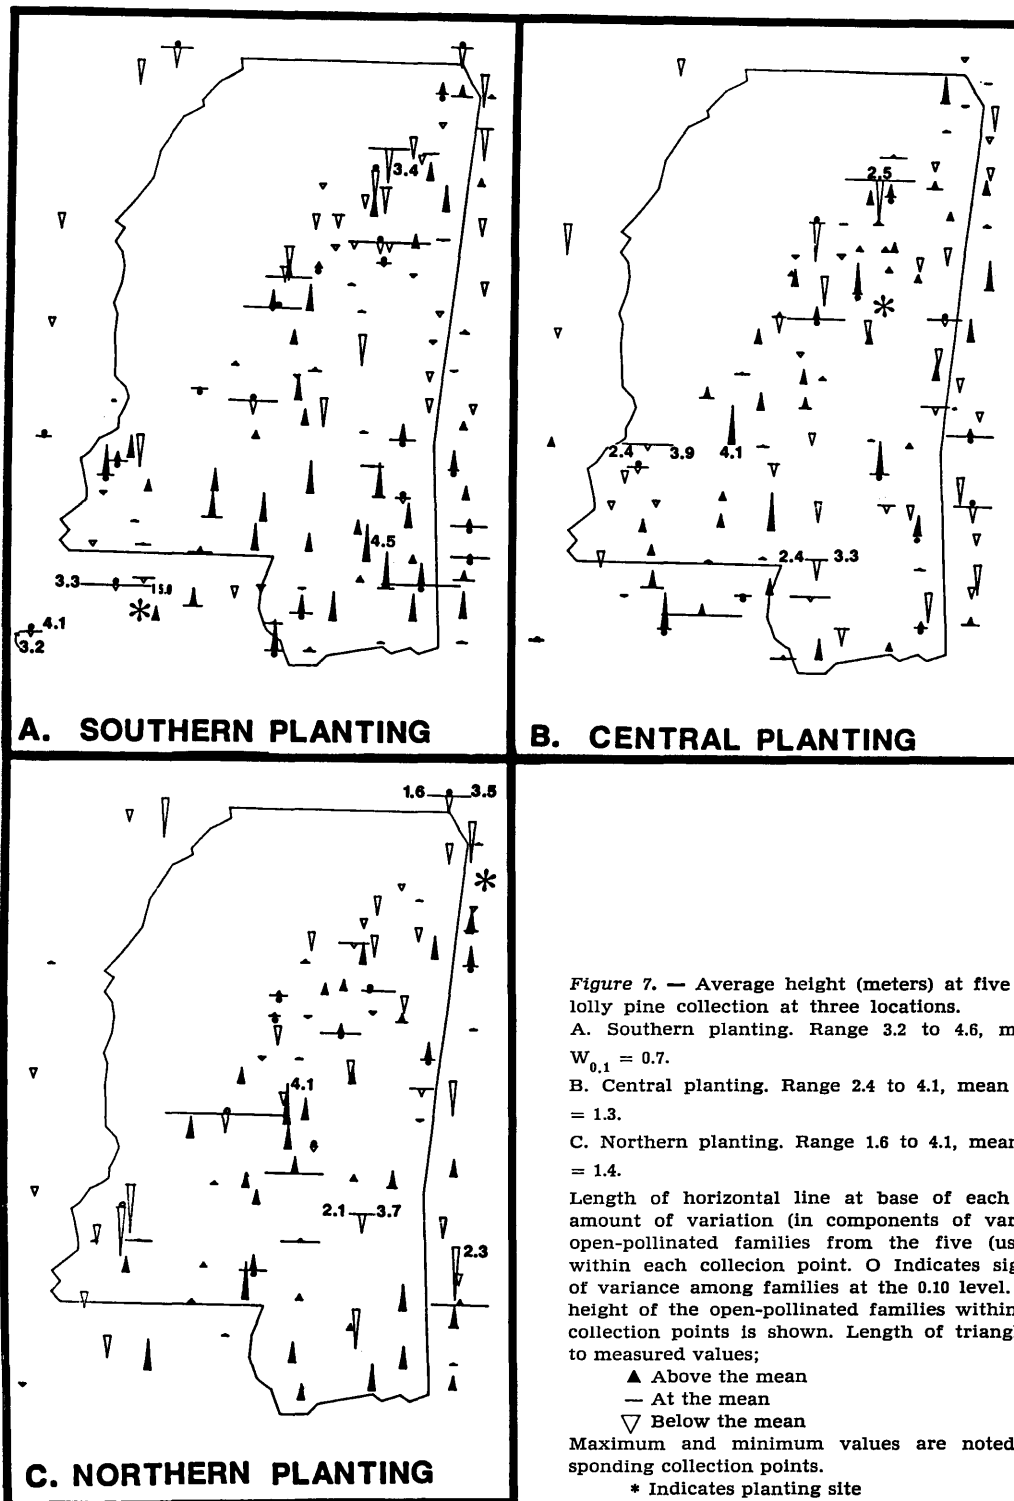 3.4
4.5
3.3
5.0
4.1
3.2
A. SOUTHERN PLANTING
2.5
2.4 3.9 4.1
2.4 3.3
B. CENTRAL PLANTING
1.6 3.5
4.1
2.1 3.7
2.3
C. NORTHERN PLANTING
Figure 7. — Average height (meters) at five
lolly pine collection at three locations.
A. Southern planting. Range 3.2 to 4.6, m
W0.1 = 0.7.
B. Central planting. Range 2.4 to 4.1, mean
= 1.3.
C. Northern planting. Range 1.6 to 4.1, mean
= 1.4.
Length of horizontal line at base of each
amount of variation (in components of var
open-pollinated families from the five (us
within each collecion point. O Indicates sig
of variance among families at the 0.10 level.
height of the open-pollinated families within
collection points is shown. Length of triang
to measured values;
▲ Above the mean
— At the mean
▽ Below the mean
Maximum and minimum values are noted
sponding collection points.
* Indicates planting site